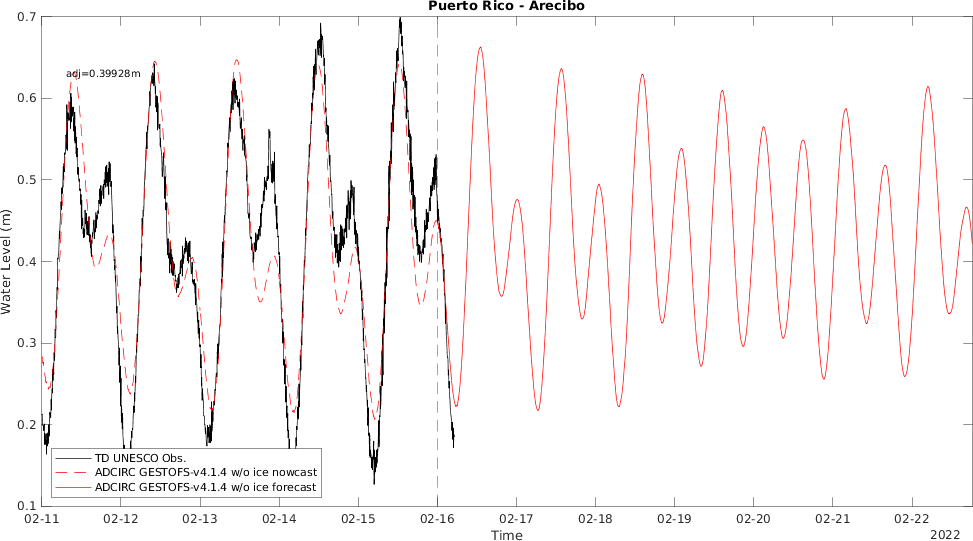 Puerto Rico - Arecibo
adj=0.39928m
Water Level (m)
0.7
0.6
0.5
0.4
0.3
0.2
0.1
TD UNESCO Obs.
ADCIRC GESTOFS-v4.1.4 w/o ice nowcast
ADCIRC GESTOFS-v4.1.4 w/o ice forecast
02-11 02-12 02-13 02-14 02-15 02-16 02-17 02-18 02-19 02-20 02-21 02-22
Time
2022